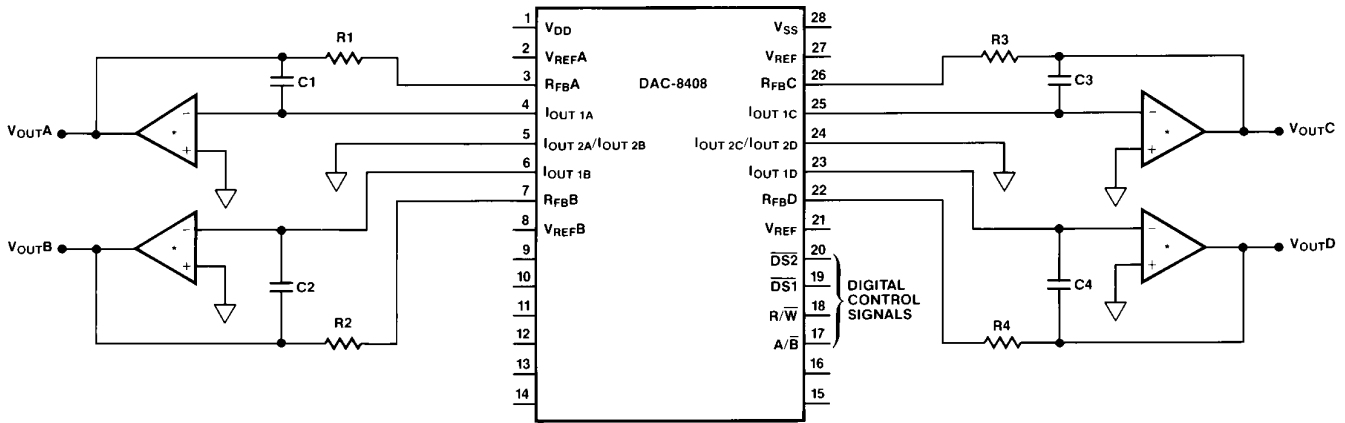 DAC-8408
1 VDD
2 VREFA
3 RFBA
4 IOUT 1A
5 IOUT 2A/IOUT 2B
6 IOUT 1B
7 RFBB
8 VREFB
9
10
11
12
13
14
28 VSS
27 VREF
26 RFBC
25 IOUT 1C
24 IOUT 2C/IOUT 2D
23 IOUT 1D
22 RFBD
21 VREF
20 D̅S̅2̅
19 D̅S̅1̅
18 R/W̅
17 A/B̅
16
15
DIGITAL
CONTROL
SIGNALS
R1
C1
VOUTA
-
*
+
VOUTB
-
*
+
C2
R2
R3
C3
-
*
+
VOUTC
-
*
+
VOUTD
C4
R4